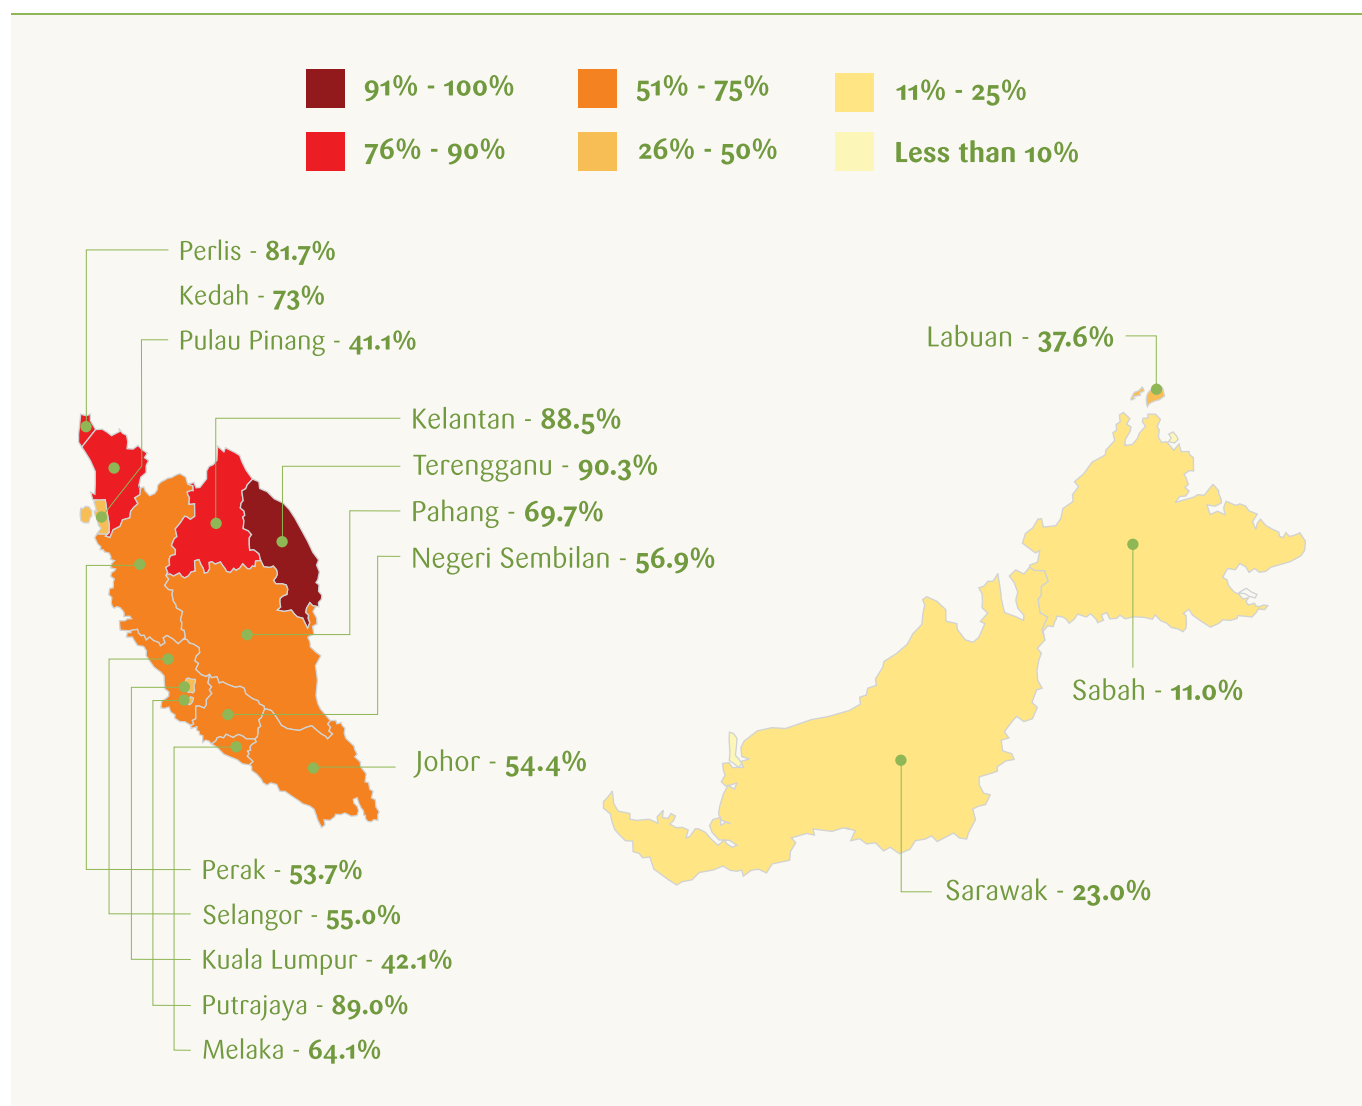 91% - 100%
51% - 75%
11% - 25%
76% - 90%
26% - 50%
Less than 10%
Perlis - 81.7%
Kedah - 73%
Pulau Pinang - 41.1%
Labuan - 37.6%
Kelantan - 88.5%
Terengganu - 90.3%
Pahang - 69.7%
Negeri Sembilan - 56.9%
Sabah - 11.0%
Johor - 54.4%
Perak - 53.7%
Sarawak - 23.0%
Selangor - 55.0%
Kuala Lumpur - 42.1%
Putrajaya - 89.0%
Melaka - 64.1%